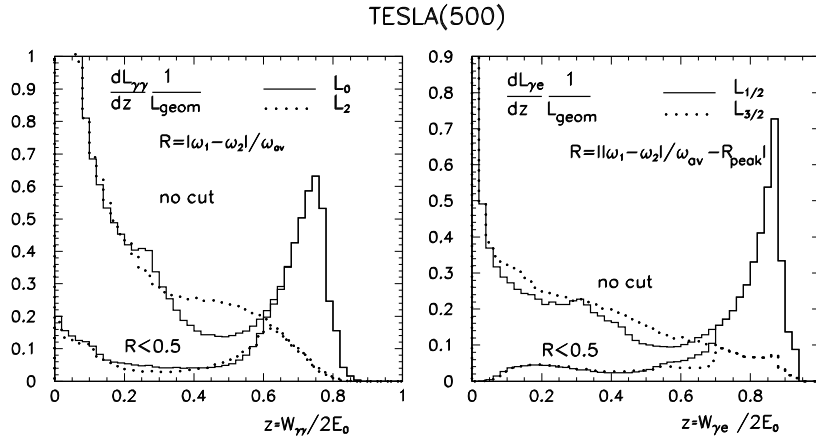 TESLA(500)
dLγγ/dz 1/Lgeom
L0
L2
R=|ω1−ω2|/ωav
no cut
R<0.5
1
0.9
0.8
0.7
0.6
0.5
0.4
0.3
0.2
0.1
0
0 0.2 0.4 0.6 0.8 1
z=Wγγ/2E0
dLγe/dz 1/Lgeom
L1/2
L3/2
R=||ω1−ω2|/ωav −Rpeak|
no cut
R<0.5
0.9
0.8
0.7
0.6
0.5
0.4
0.3
0.2
0.1
0
0 0.2 0.4 0.6 0.8
z=Wγe /2E0